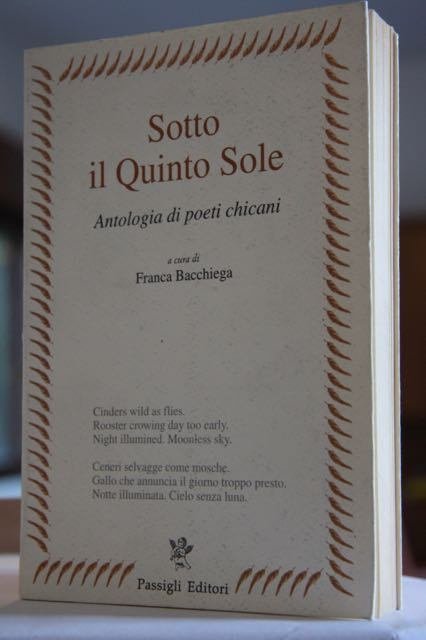 Sotto
il Quinto Sole
Antologia di poeti chicani
a cura di
Franca Bacchiega
Cinders wild as flies.
Rooster crowing day too early.
Night illumined. Moonless sky.
Ceneri selvagge come mosche.
Gallo che annuncia il giorno troppo presto.
Notte illuminata. Cielo senza luna.
Passigli Editori